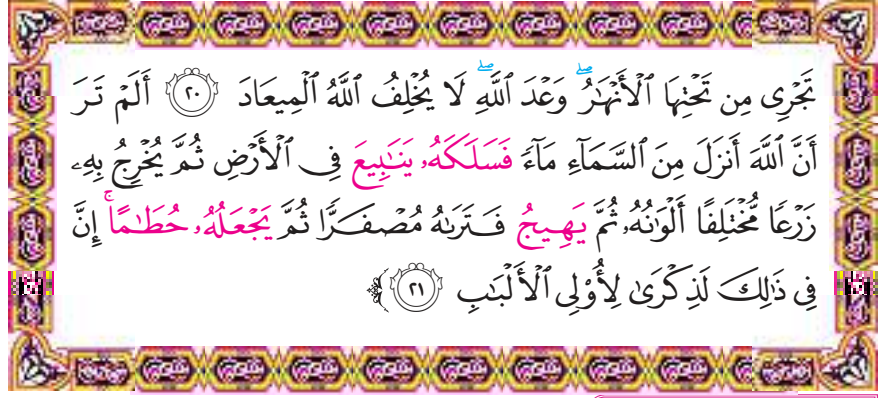 تَجْرِى مِن تَحْتِهَا ٱلْأَنْهَـٰرُ ۖ وَعْدَ ٱللَّهِ ۖ لَا يُخْلِفُ ٱللَّهُ ٱلْمِيعَادَ ﴿٢٠﴾ أَلَمْ تَرَ
أَنَّ ٱللَّهَ أَنزَلَ مِنَ ٱلسَّمَآءِ مَآءً فَسَلَكَهُۥ يَنَـٰبِيعَ فِى ٱلْأَرْضِ ثُمَّ يُخْرِجُ بِهِۦ
زَرْعًا مُّخْتَلِفًا أَلْوَٰنُهُۥ ثُمَّ يَهِيجُ فَتَرَىٰهُ مُصْفَرًّا ثُمَّ يَجْعَلُهُۥ حُطَـٰمًا ۚ إِنَّ
فِى ذَٰلِكَ لَذِكْرَىٰ لِأُو۟لِى ٱلْأَلْبَـٰبِ ﴿٢١﴾